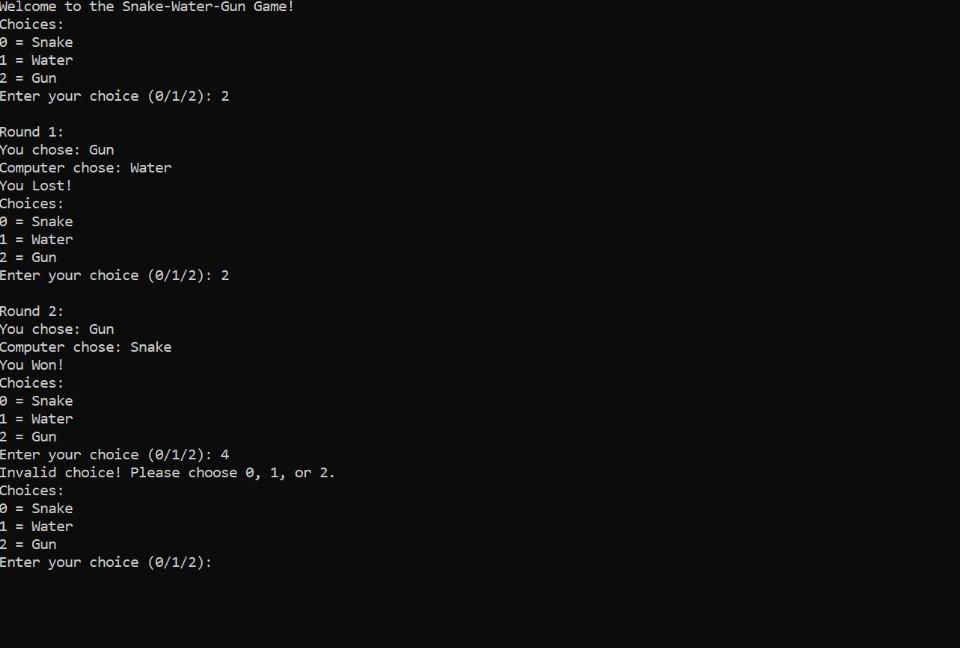 Welcome to the Snake-Water-Gun Game!
Choices:
0 = Snake
1 = Water
2 = Gun
Enter your choice (0/1/2): 2
Round 1:
You chose: Gun
Computer chose: Water
You Lost!
Choices:
0 = Snake
1 = Water
2 = Gun
Enter your choice (0/1/2): 2
Round 2:
You chose: Gun
Computer chose: Snake
You Won!
Choices:
0 = Snake
1 = Water
2 = Gun
Enter your choice (0/1/2): 4
Invalid choice! Please choose 0, 1, or 2.
Choices:
0 = Snake
1 = Water
2 = Gun
Enter your choice (0/1/2):